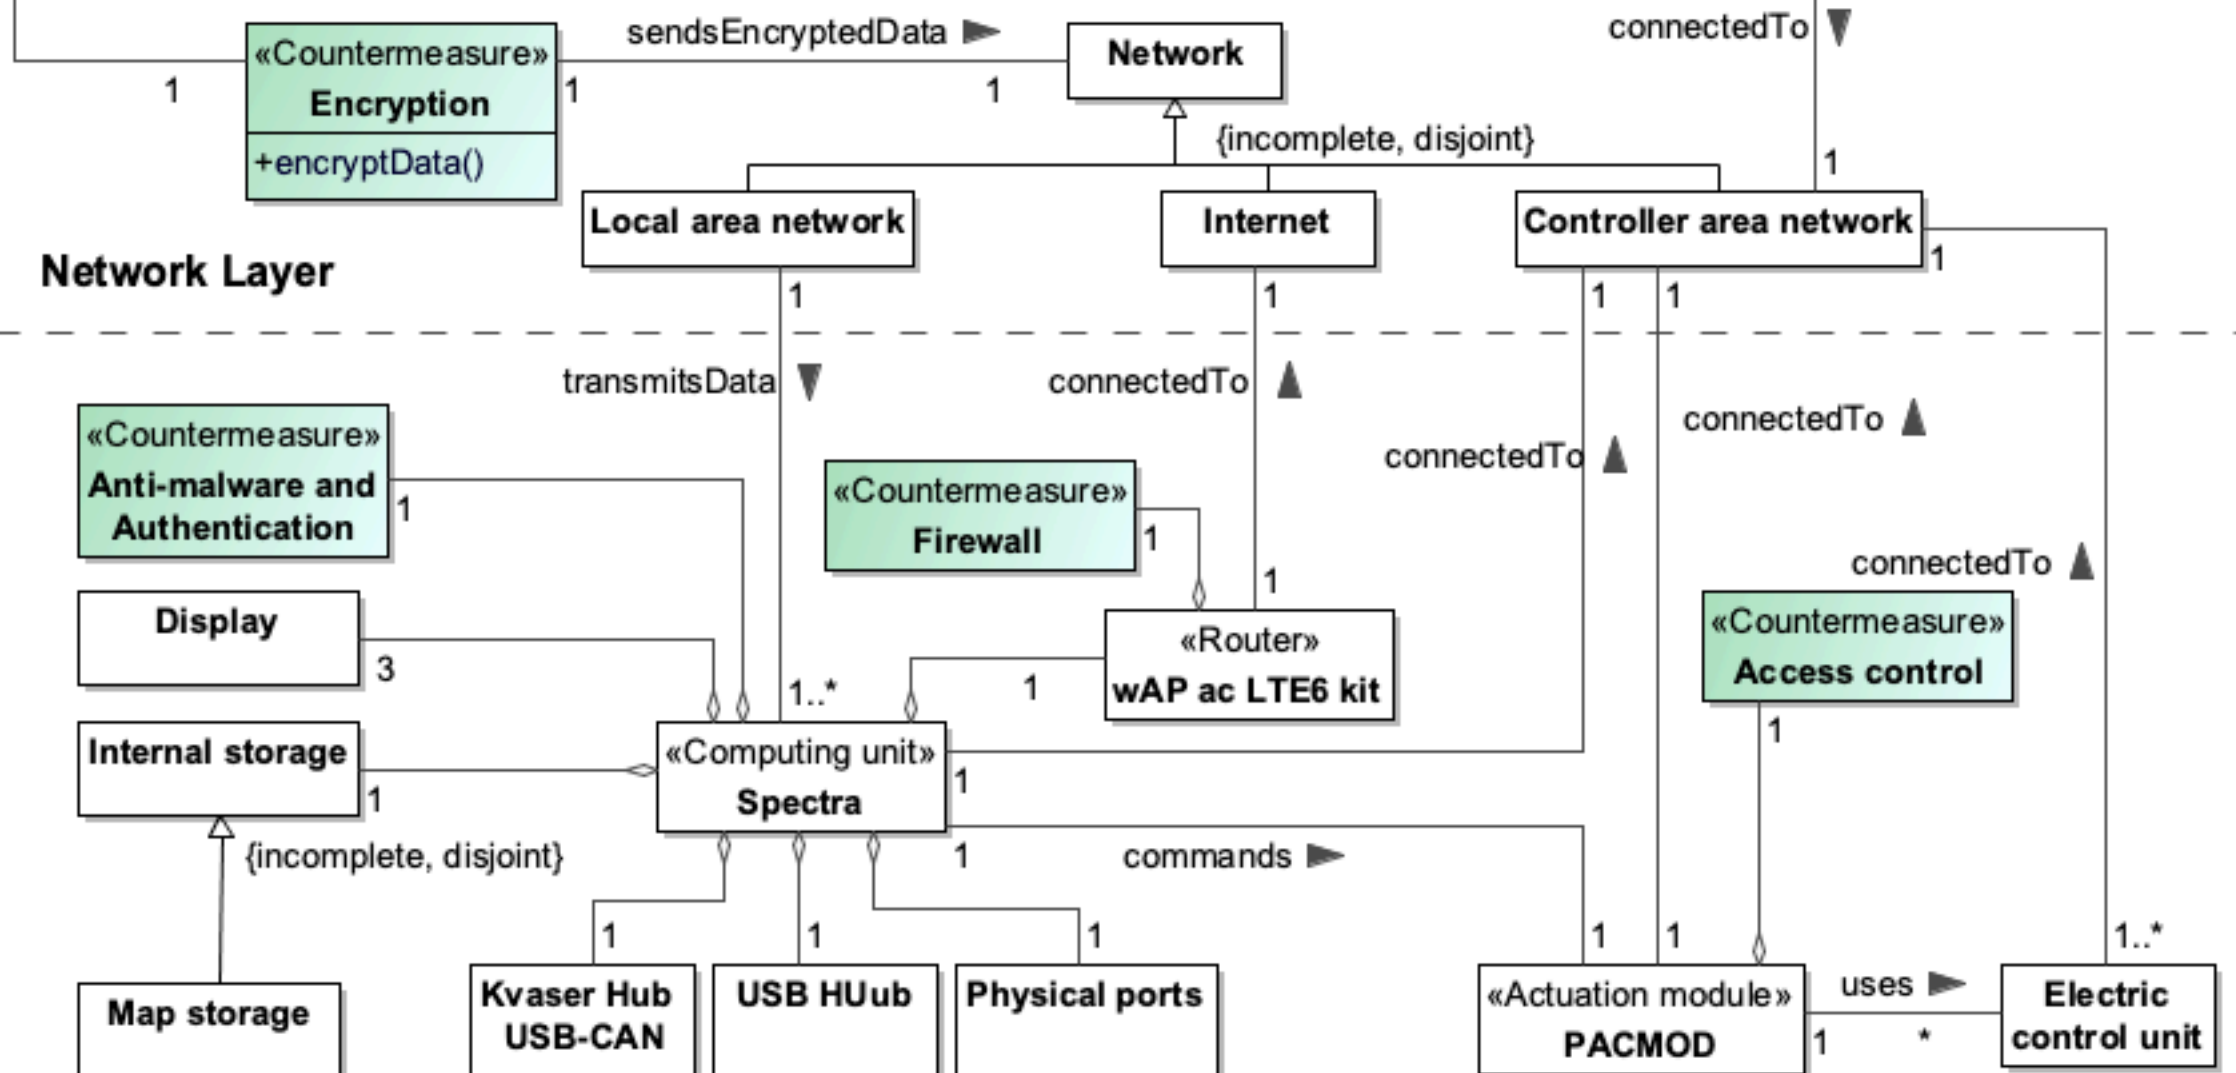 sendsEncryptedData
connectedTo
«Countermeasure»
Encryption
+encryptData()
1
1
1
Network
{incomplete, disjoint}
1
Local area network
Internet
Controller area network
1
Network Layer
1
1
1
1
transmitsData
connectedTo
connectedTo
connectedTo
«Countermeasure»
Anti-malware and
Authentication
1
«Countermeasure»
Firewall
1
connectedTo
1
Display
3
«Router»
wAP ac LTE6 kit
1
«Countermeasure»
Access control
1
1..*
Internal storage
1
«Computing unit»
Spectra
1
{incomplete, disjoint}
1
commands
1
1
1
1
1
1..*
Map storage
Kvaser Hub
USB-CAN
USB HUub
Physical ports
«Actuation module»
PACMOD
uses
1
*
Electric
control unit